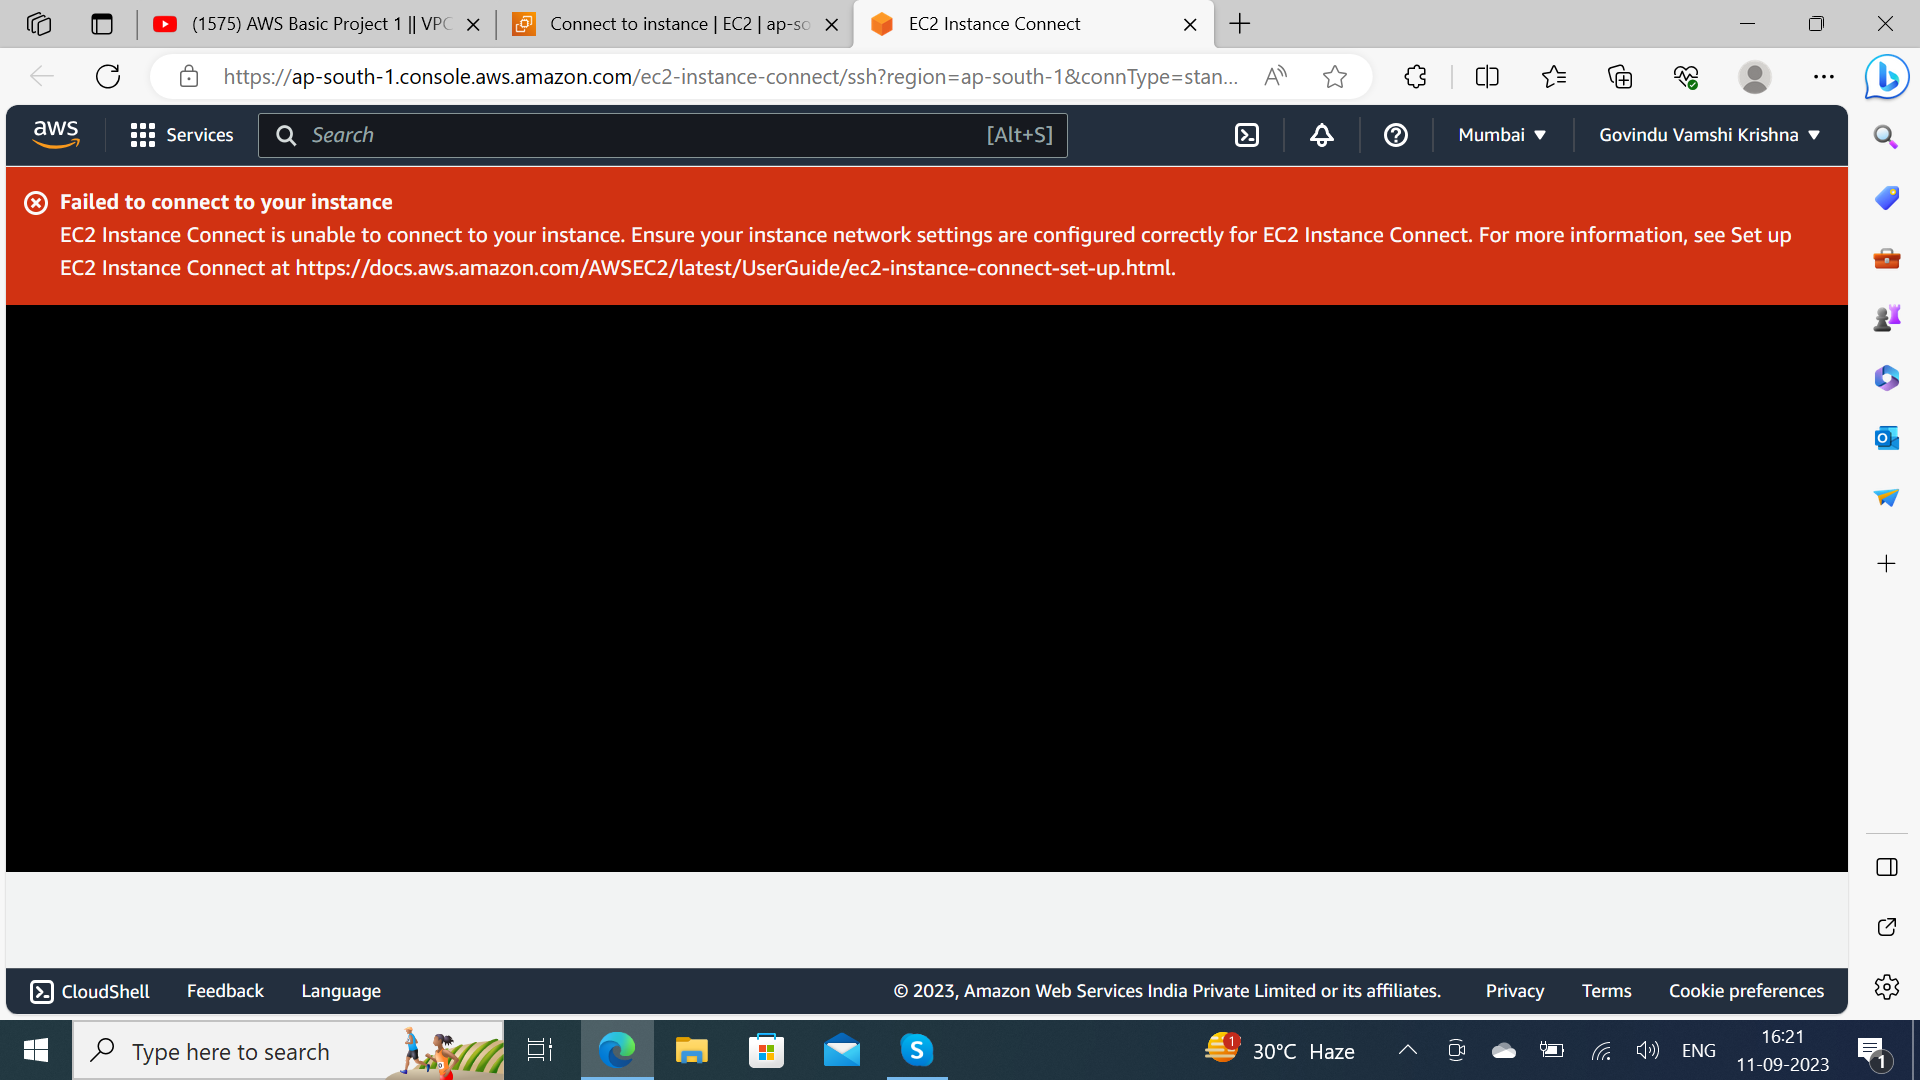 (1575) AWS Basic Project 1 || VPC
Connect to instance | EC2 | ap-so
EC2 Instance Connect
https://ap-south-1.console.aws.amazon.com/ec2-instance-connect/ssh?region=ap-south-1&connType=stan...
aws
Services
Search
[Alt+S]
Mumbai
Govindu Vamshi Krishna
Failed to connect to your instance
EC2 Instance Connect is unable to connect to your instance. Ensure your instance network settings are configured correctly for EC2 Instance Connect. For more information, see Set up
EC2 Instance Connect at https://docs.aws.amazon.com/AWSEC2/latest/UserGuide/ec2-instance-connect-set-up.html.
CloudShell
Feedback
Language
© 2023, Amazon Web Services India Private Limited or its affiliates.
Privacy
Terms
Cookie preferences
Type here to search
1
30°C Haze
ENG
16:21
11-09-2023
1